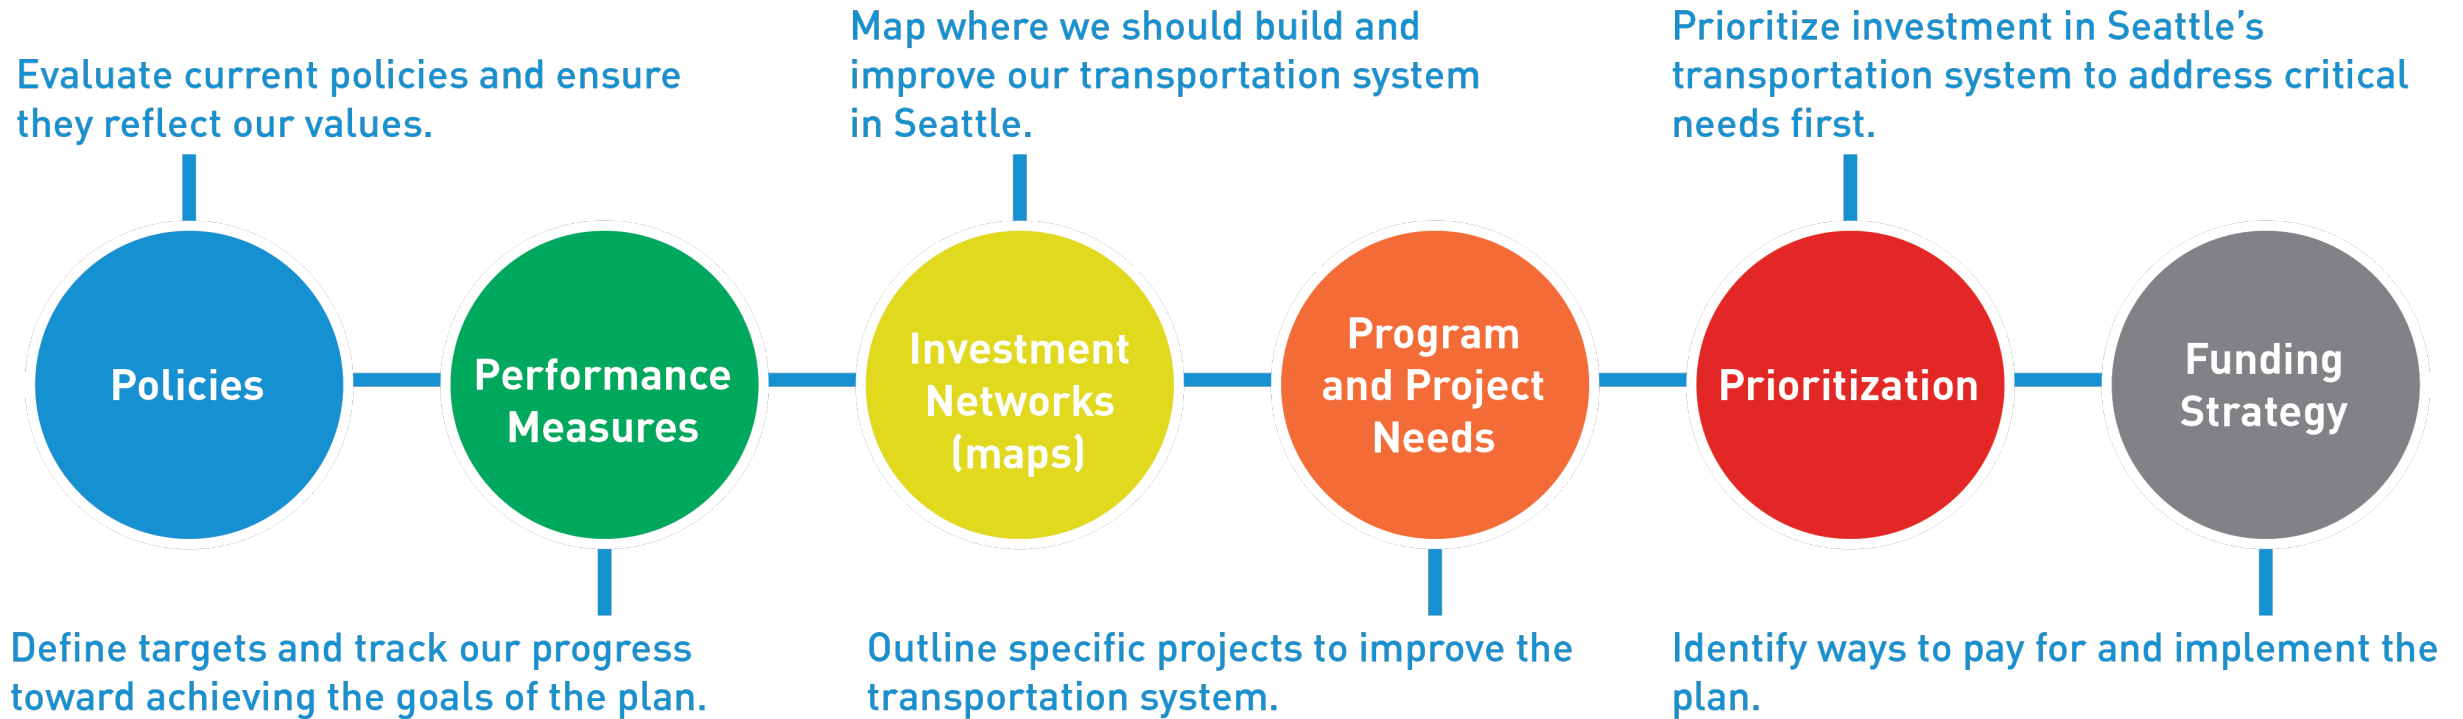 Evaluate current policies and ensure
they reflect our values.
Map where we should build and
improve our transportation system
in Seattle.
Prioritize investment in Seattle’s
transportation system to address critical
needs first.
Policies
Performance
Measures
Investment
Networks
(maps)
Program
and Project
Needs
Prioritization
Funding
Strategy
Define targets and track our progress
toward achieving the goals of the plan.
Outline specific projects to improve the
transportation system.
Identify ways to pay for and implement the
plan.